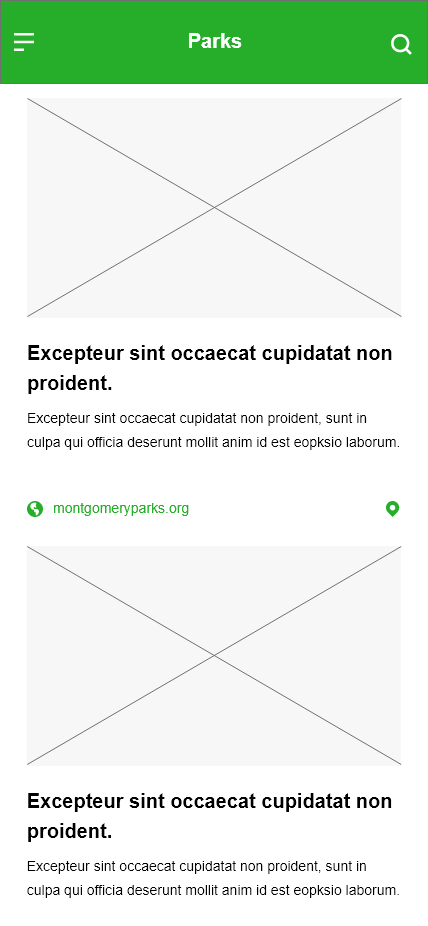 Parks
Excepteur sint occaecat cupidatat non
proident.
Excepteur sint occaecat cupidatat non proident, sunt in
culpa qui officia deserunt mollit anim id est eopksio laborum.
montgomeryparks.org
Excepteur sint occaecat cupidatat non
proident.
Excepteur sint occaecat cupidatat non proident, sunt in
culpa qui officia deserunt mollit anim id est eopksio laborum.